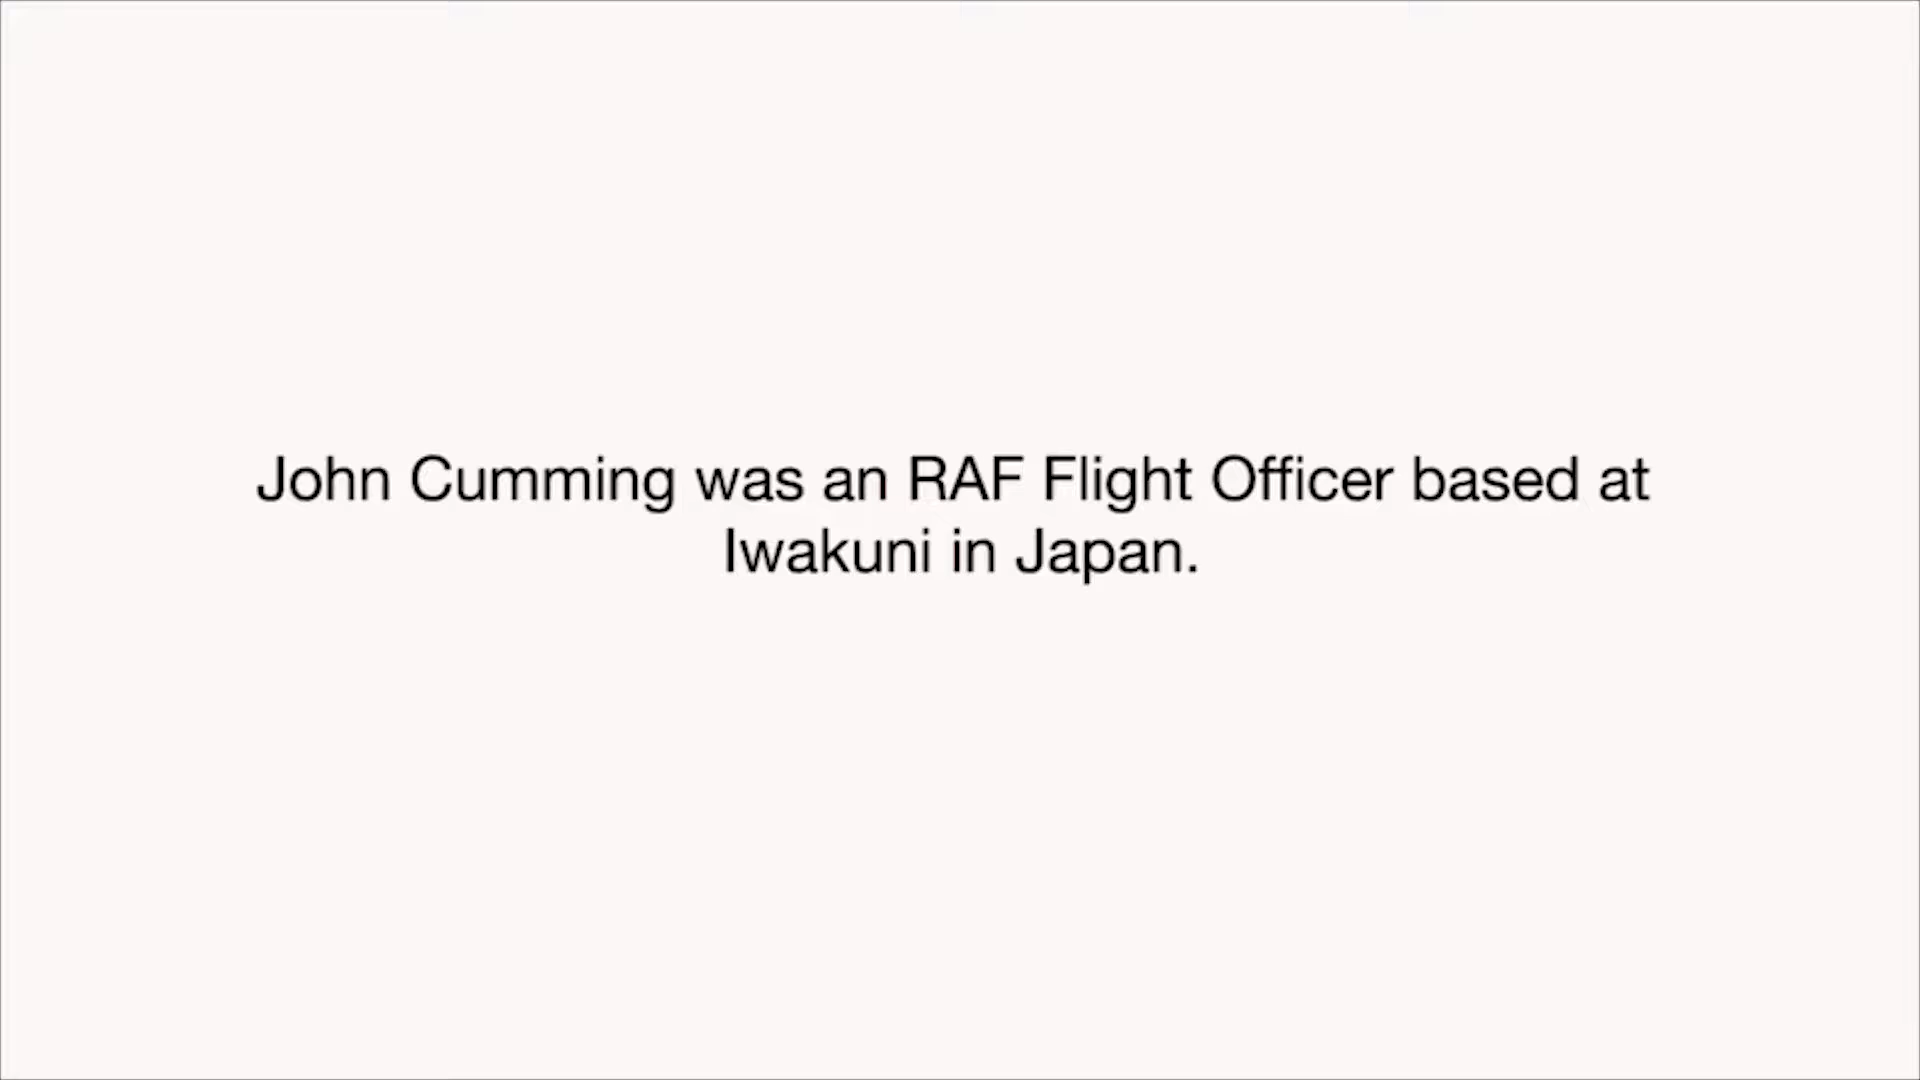 John Cumming was an RAF Flight Officer based at
Iwakuni in Japan.